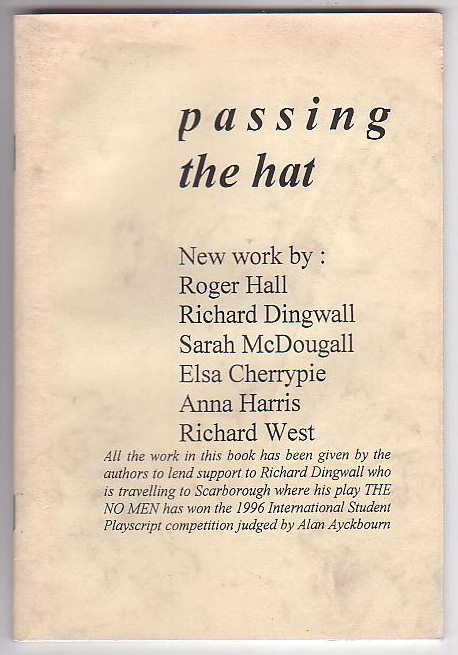 passing
the hat
New work by :
Roger Hall
Richard Dingwall
Sarah McDougall
Elsa Cherrypie
Anna Harris
Richard West
All the work in this book has been given by the
authors to lend support to Richard Dingwall who
is travelling to Scarborough where his play THE
NO MEN has won the 1996 International Student
Playscript competition judged by Alan Ayckbourn